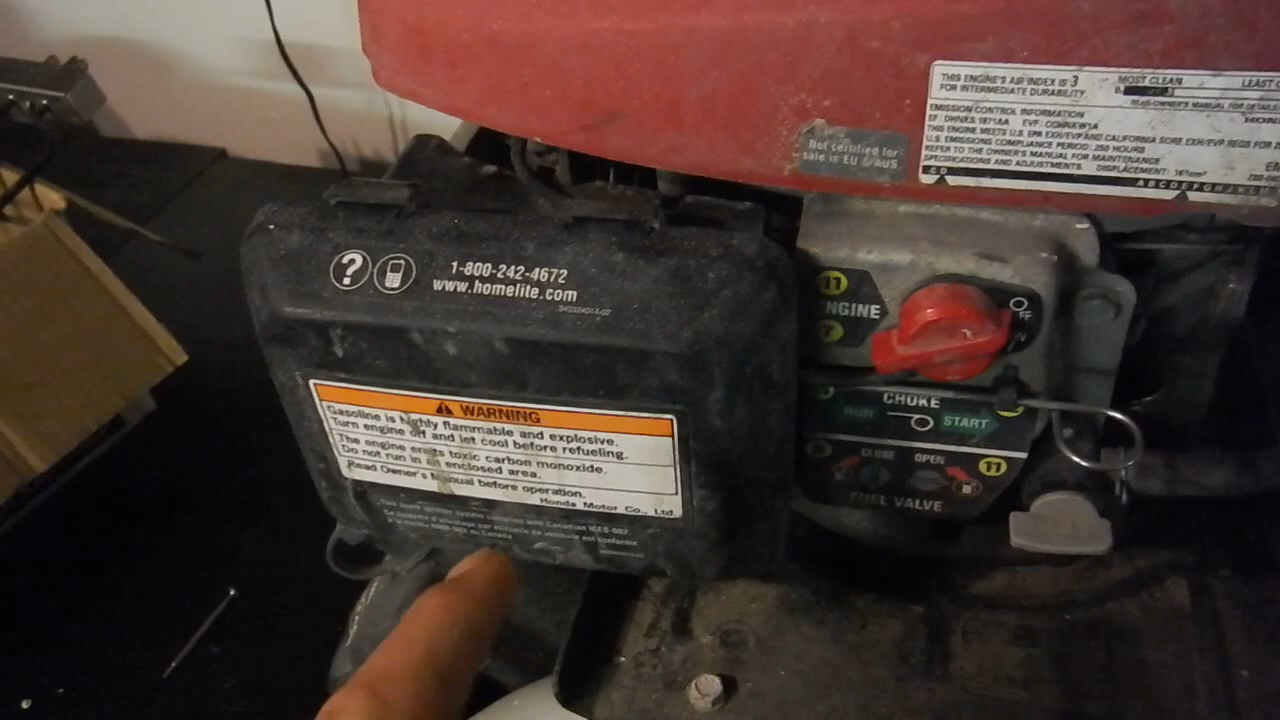 THIS ENGINE'S AIR INDEX IS 3
FOR INTERMEDIATE DURABILITY.
MOST CLEAN
LEAST
EMISSION CONTROL INFORMATION
THIS ENGINE MEETS U.S. EPA EXH/EVP AND CALIFORNIA SORE EXH/EVP REGS FOR
U.S. EMISSIONS COMPLIANCE PERIOD: 250 HOURS
REFER TO THE OWNER'S MANUAL FOR MAINTENANCE
SPECIFICATIONS AND ADJUSTMENTS. DISPLACEMENT:
Not certified for
sale in EU & AUS
?
1-800-242-4672
www.homelite.com
11
NGINE
7
CHOKE
RUN
START
CLOSE
OPEN
11
FUEL VALVE
WARNING
Gasoline is highly flammable and explosive.
Turn engine off and let cool before refueling.
The engine emits toxic carbon monoxide.
Do not run in an enclosed area.
Read Owner's Manual before operation.
Honda Motor Co., Ltd.